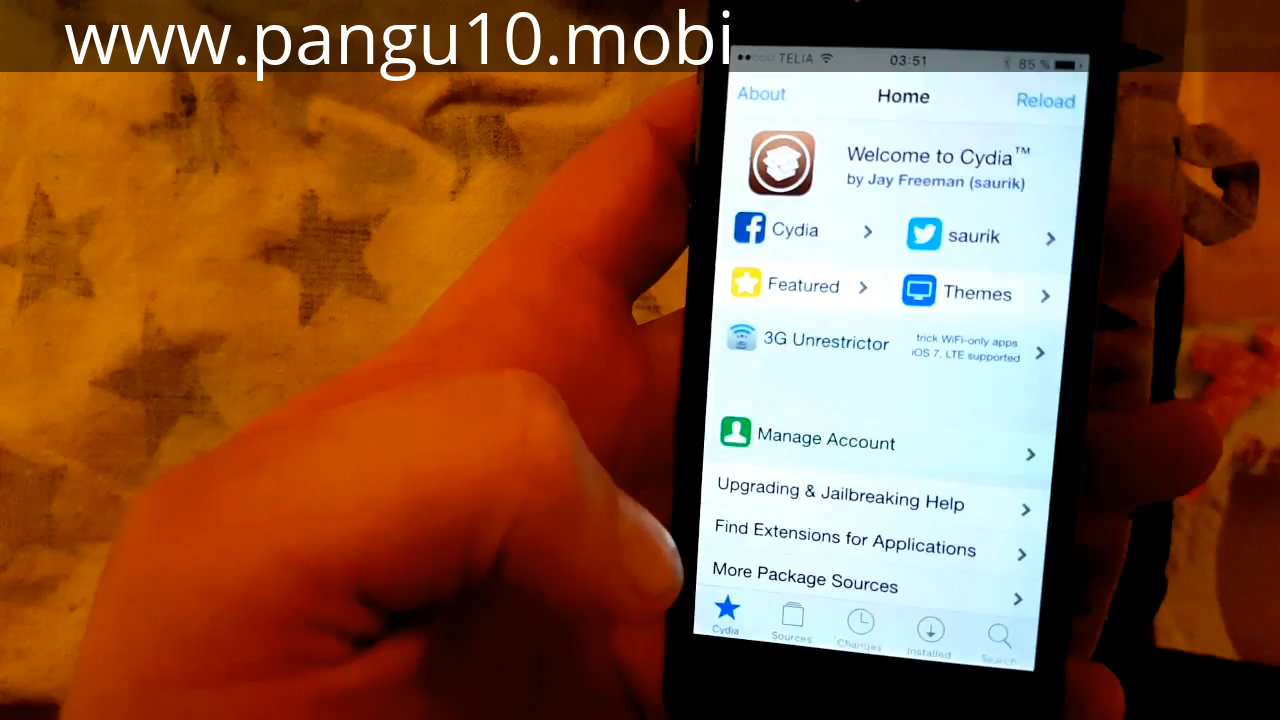 www.pangu10.mobi
TELIA 03:51 85 %
About Home Reload
Welcome to Cydia™
by Jay Freeman (saurik)
Cydia saurik
Featured Themes
3G Unrestrictor trick WiFi-only apps
iOS 7, LTE supported
Manage Account
Upgrading & Jailbreaking Help
Find Extensions for Applications
More Package Sources
Cydia Sources Changes Installed Search